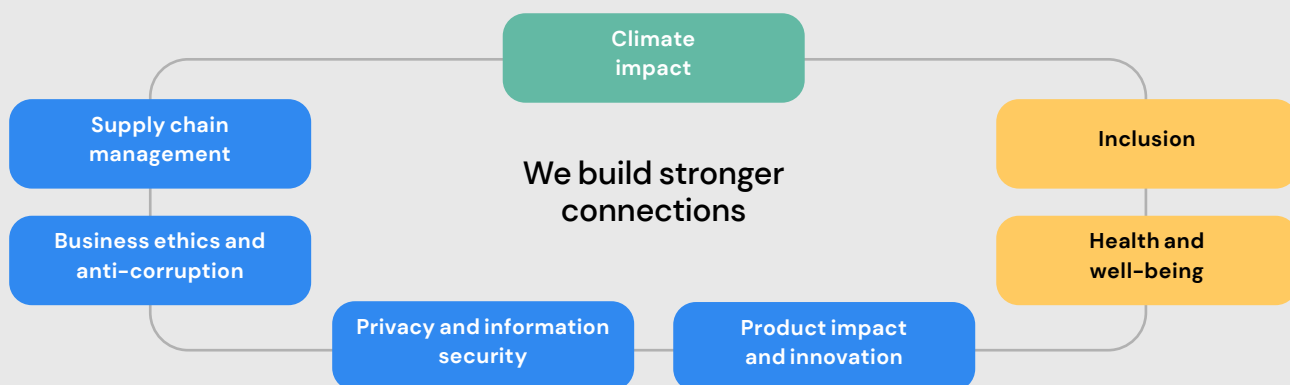 Climate
impact
Supply chain
management
Inclusion
We build stronger
connections
Business ethics and
anti-corruption
Health and
well-being
Privacy and information
security
Product impact
and innovation